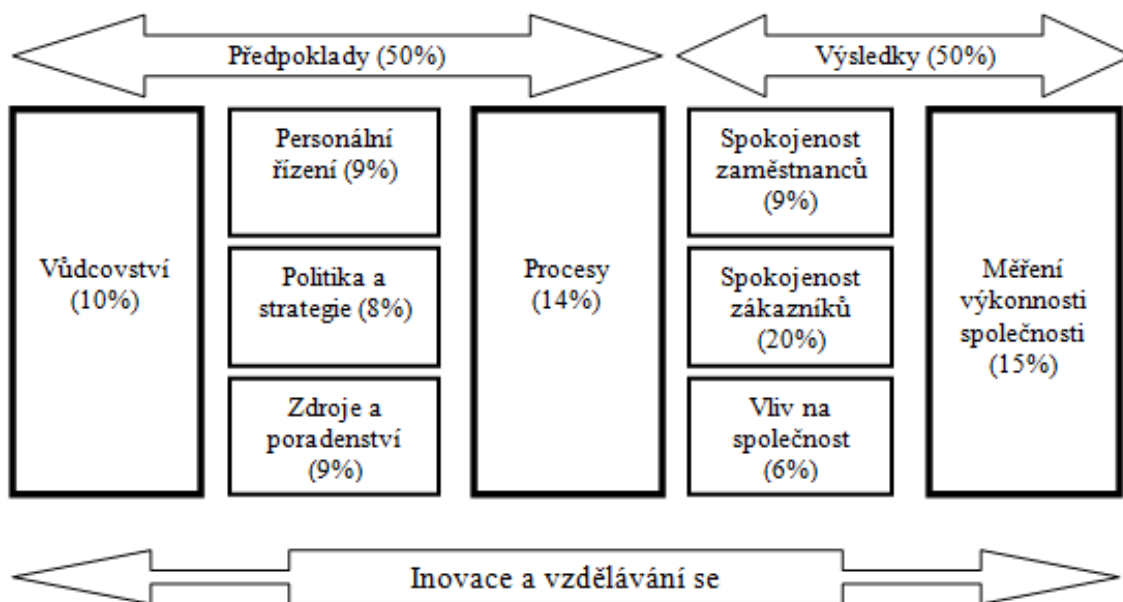 Předpoklady (50%)
Výsledky (50%)
Vůdcovství
(10%)
Personální
řízení (9%)
Politika a
strategie (8%)
Zdroje a
poradenství
(9%)
Procesy
(14%)
Spokojenost
zaměstnanců
(9%)
Spokojenost
zákazníků
(20%)
Vliv na
společnost
(6%)
Měření
výkonnosti
společnosti
(15%)
Inovace a vzdělávání se